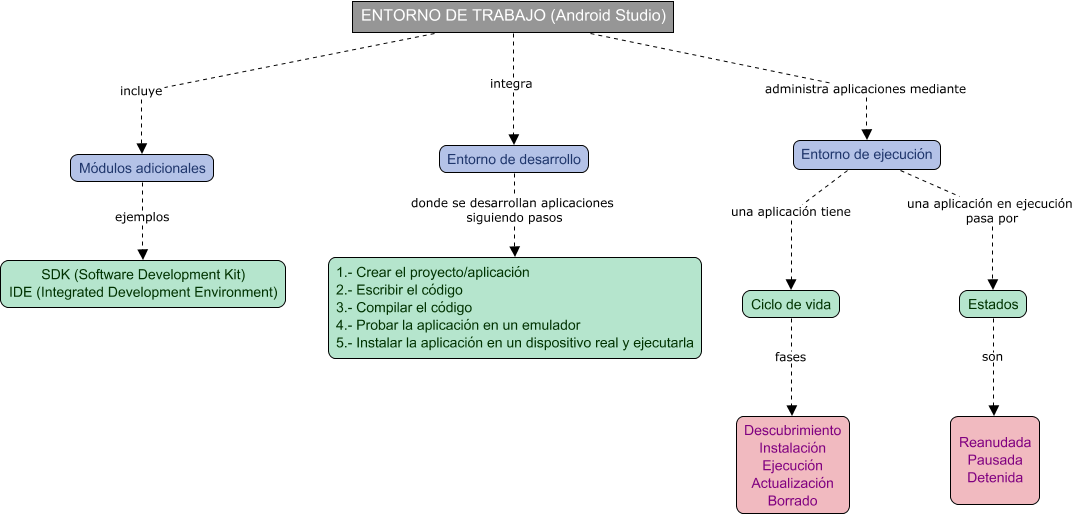 ENTORNO DE TRABAJO (Android Studio)
incluye
integra
administra aplicaciones mediante
Módulos adicionales
Entorno de desarrollo
Entorno de ejecución
ejemplos
donde se desarrollan aplicaciones
siguiendo pasos
una aplicación tiene
una aplicación en ejecución
pasa por
SDK (Software Development Kit)
IDE (Integrated Development Environment)
1.- Crear el proyecto/aplicación
2.- Escribir el código
3.- Compilar el código
4.- Probar la aplicación en un emulador
5.- Instalar la aplicación en un dispositivo real y ejecutarla
Ciclo de vida
Estados
fases
son
Descubrimiento
Instalación
Ejecución
Actualización
Borrado
Reanudada
Pausada
Detenida